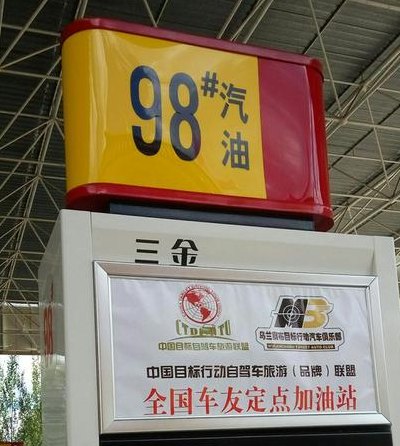 98#汽油
三金
98#
中国目标自驾车旅游联盟
乌兰察布目标行动汽车俱乐部
中国目标行动自驾车旅游（品牌）联盟
全国车友定点加油站